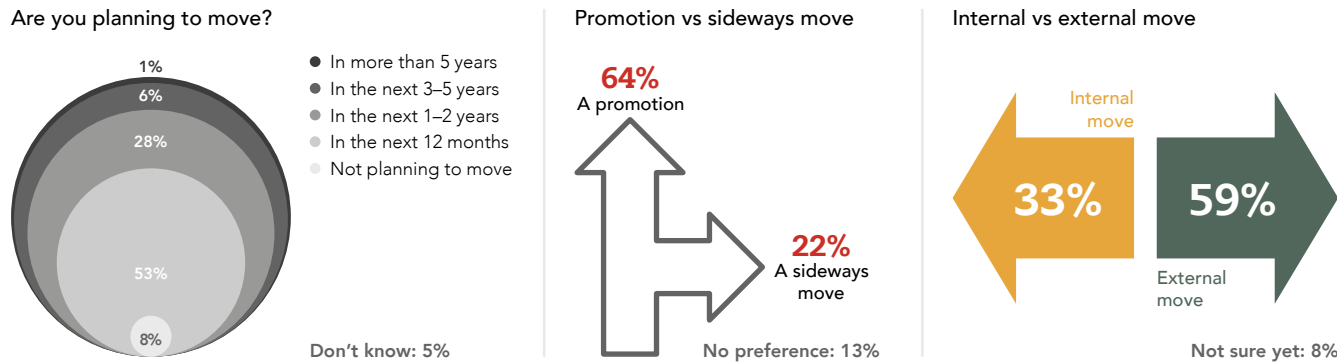 Are you planning to move?
1%
6%
28%
53%
8%
In more than 5 years
In the next 3–5 years
In the next 1–2 years
In the next 12 months
Not planning to move
Don't know: 5%
Promotion vs sideways move
64%
A promotion
22%
A sideways
move
No preference: 13%
Internal vs external move
Internal
move
33%
59%
External
move
Not sure yet: 8%